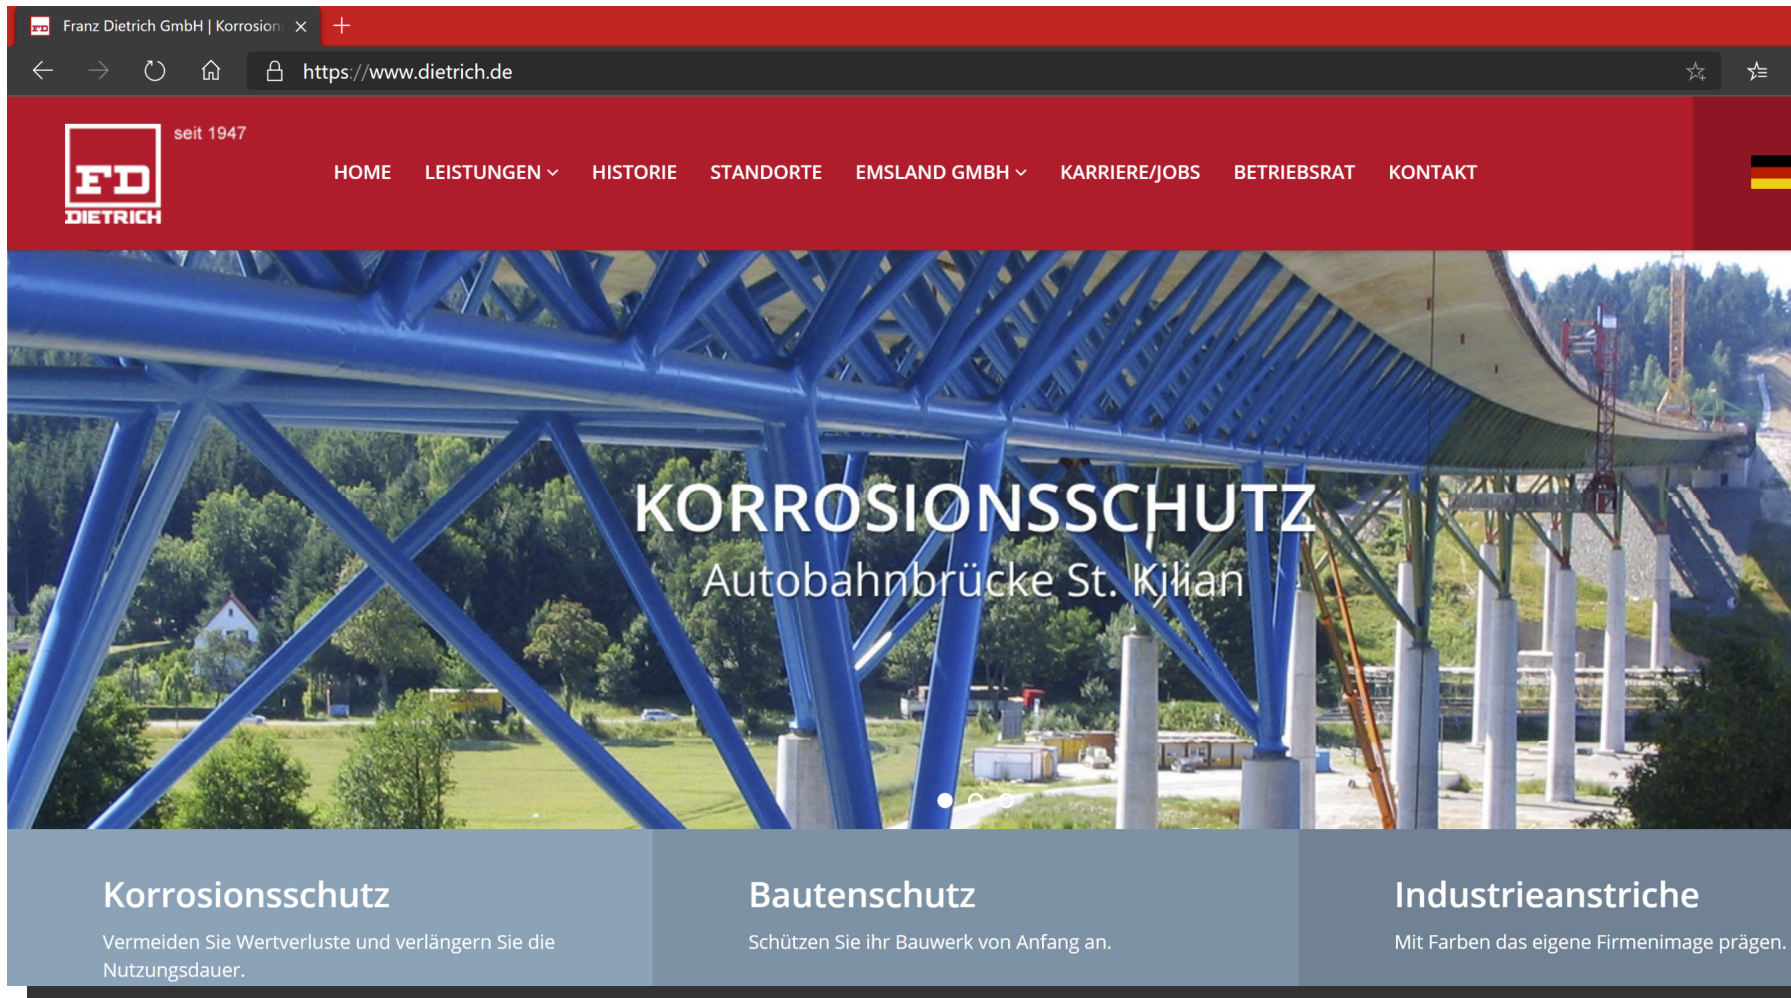 Franz Dietrich GmbH | Korrosion
https://www.dietrich.de
FD
DIETRICH
seit 1947
HOME LEISTUNGEN HISTORIE STANDORTE EMSLAND GMBH KARRIERE/JOBS BETRIEBSRAT KONTAKT
KORROSIONSSCHUTZ
Autobahnbrücke St. Kilian
Korrosionsschutz
Vermeiden Sie Wertverluste und verlängern Sie die
Nutzungsdauer.
Bautenschutz
Schützen Sie ihr Bauwerk von Anfang an.
Industrieanstriche
Mit Farben das eigene Firmenimage prägen.